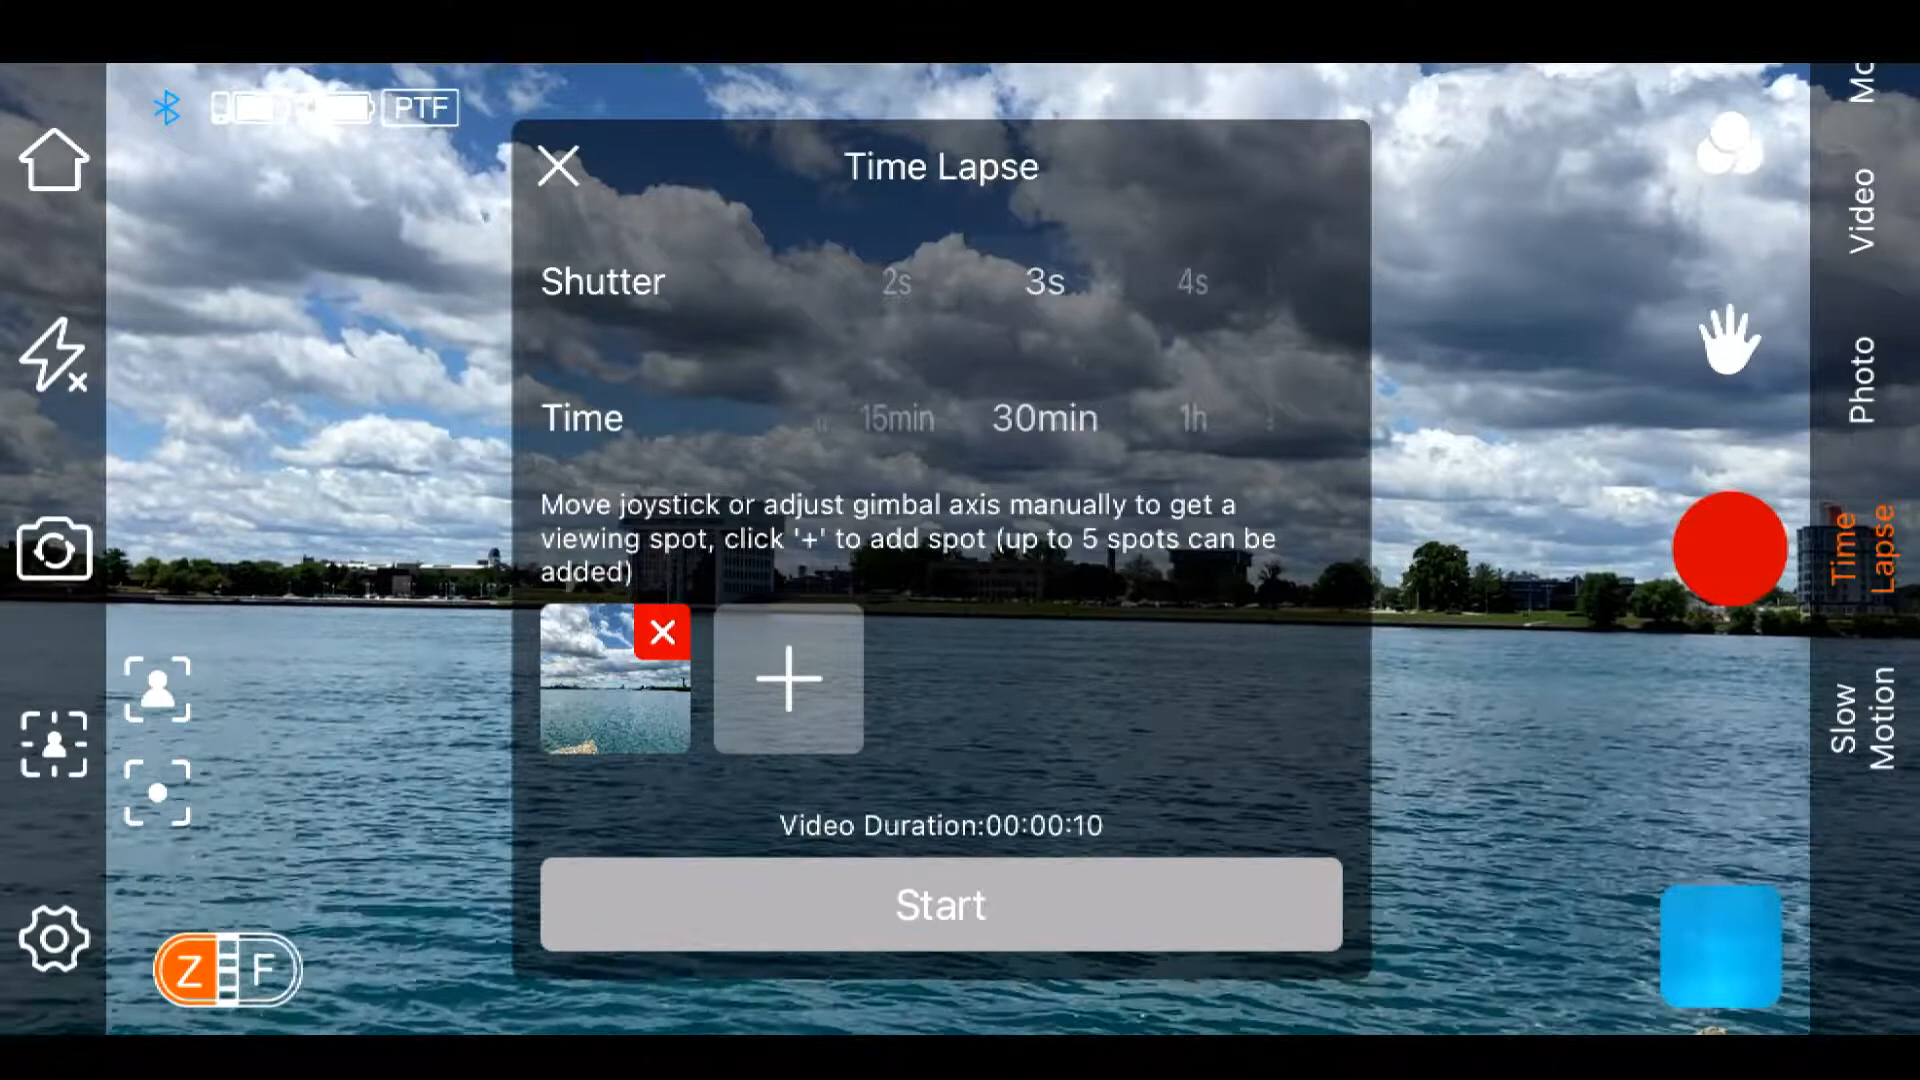 PTF
Time Lapse
Shutter 2s 3s 4s
Time 15min 30min 1h
Move joystick or adjust gimbal axis manually to get a
viewing spot, click '+' to add spot (up to 5 spots can be
added)
Video Duration:00:00:10
Start
Z F
Video
Photo
Time
Lapse
Slow
Motion